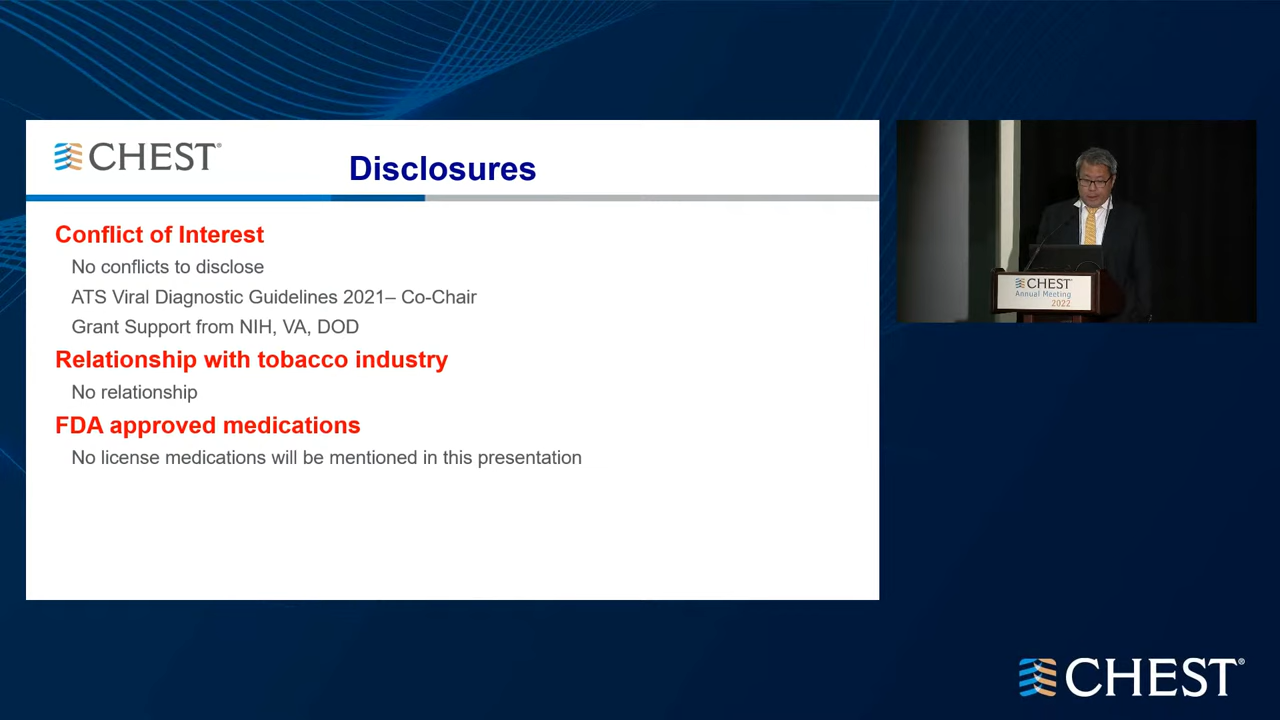 CHEST®
Disclosures
Conflict of Interest
No conflicts to disclose
ATS Viral Diagnostic Guidelines 2021– Co-Chair
Grant Support from NIH, VA, DOD
Relationship with tobacco industry
No relationship
FDA approved medications
No license medications will be mentioned in this presentation
CHEST
Annual Meeting
2022
CHEST®